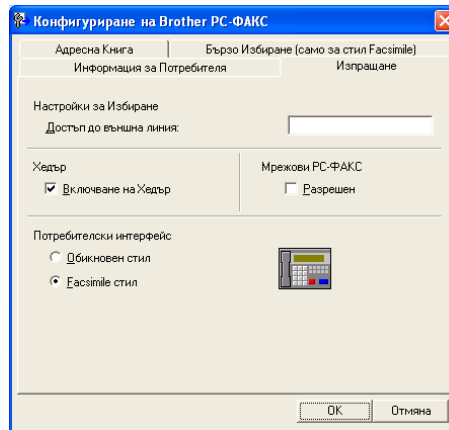 Конфигуриране на Brother PC-ФАКС
Адресна Книга
Бързо Избиране (само за стил Facsimile)
Информация за Потребителя
Изпращане
Настройки за Избиране
Достъп до външна линия:
Хедър
Мрежови PC-ФАКС
Включване на Хедър
Разрешен
Потребителски интерфейс
Обикновен стил
Facsimile стил
OK
Отмяна